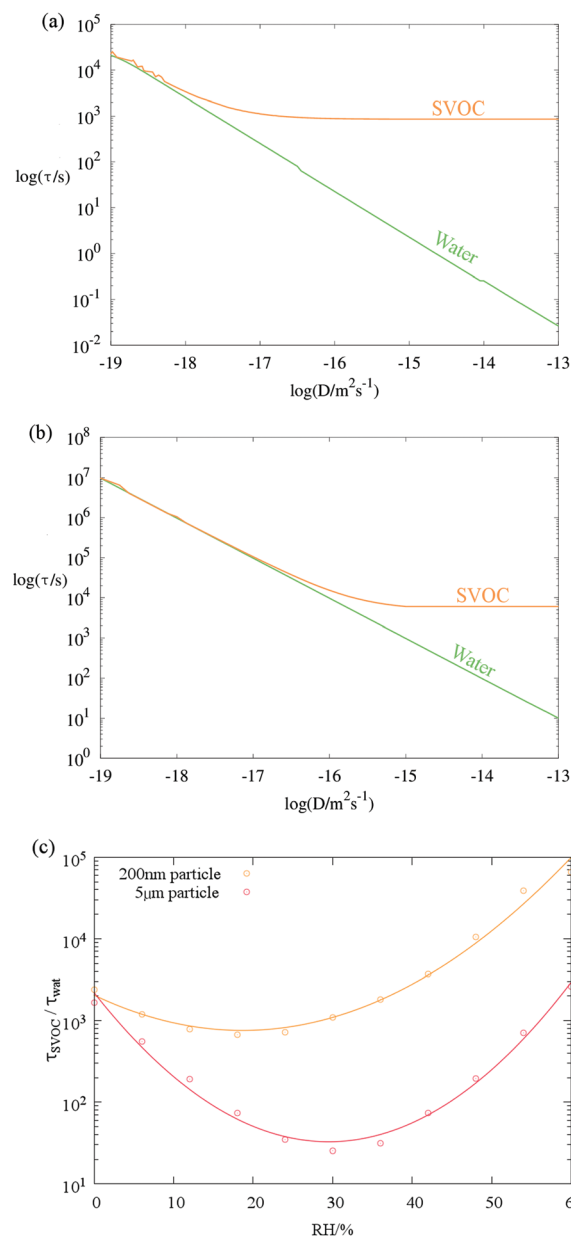 (a)
10^5
10^4
10^3
10^2
10^1
10^0
10^-1
10^-2
log(τ/s)
SVOC
Water
-19 -18 -17 -16 -15 -14 -13
log(D/m^2s^-1)
(b)
10^8
10^7
10^6
10^5
10^4
10^3
10^2
10^1
10^0
log(τ/s)
SVOC
Water
-19 -18 -17 -16 -15 -14 -13
log(D/m^2s^-1)
(c)
10^5
10^4
10^3
10^2
10^1
τSVOC / τwat
200nm particle
5μm particle
0 10 20 30 40 50 6
RH/%